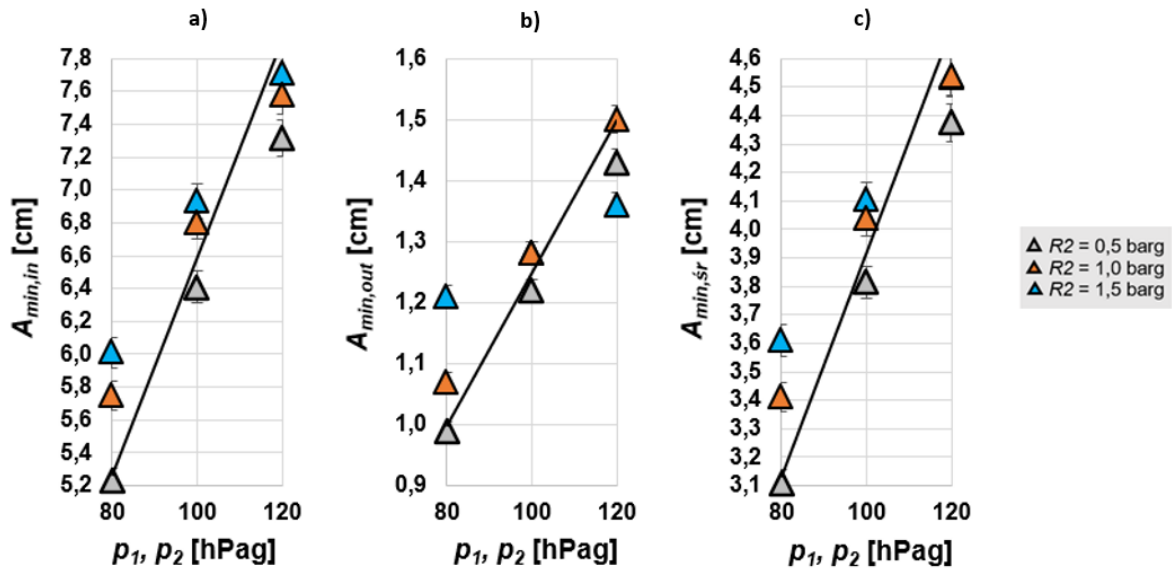 a)
7,8
7,6
7,4
7,2
7,0
6,8
6,6
6,4
6,2
6,0
5,8
5,6
5,4
5,2
A_min,in [cm]
80 100 120
p₁, p₂ [hPag]
b)
1,6
1,5
1,4
1,3
1,2
1,1
1,0
0,9
A_min,out [cm]
80 100 120
p₁, p₂ [hPag]
c)
4,6
4,5
4,4
4,3
4,2
4,1
4,0
3,9
3,8
3,7
3,6
3,5
3,4
3,3
3,2
3,1
A_min,śr [cm]
80 100 120
p₁, p₂ [hPag]
R2 = 0,5 barg
R2 = 1,0 barg
R2 = 1,5 barg